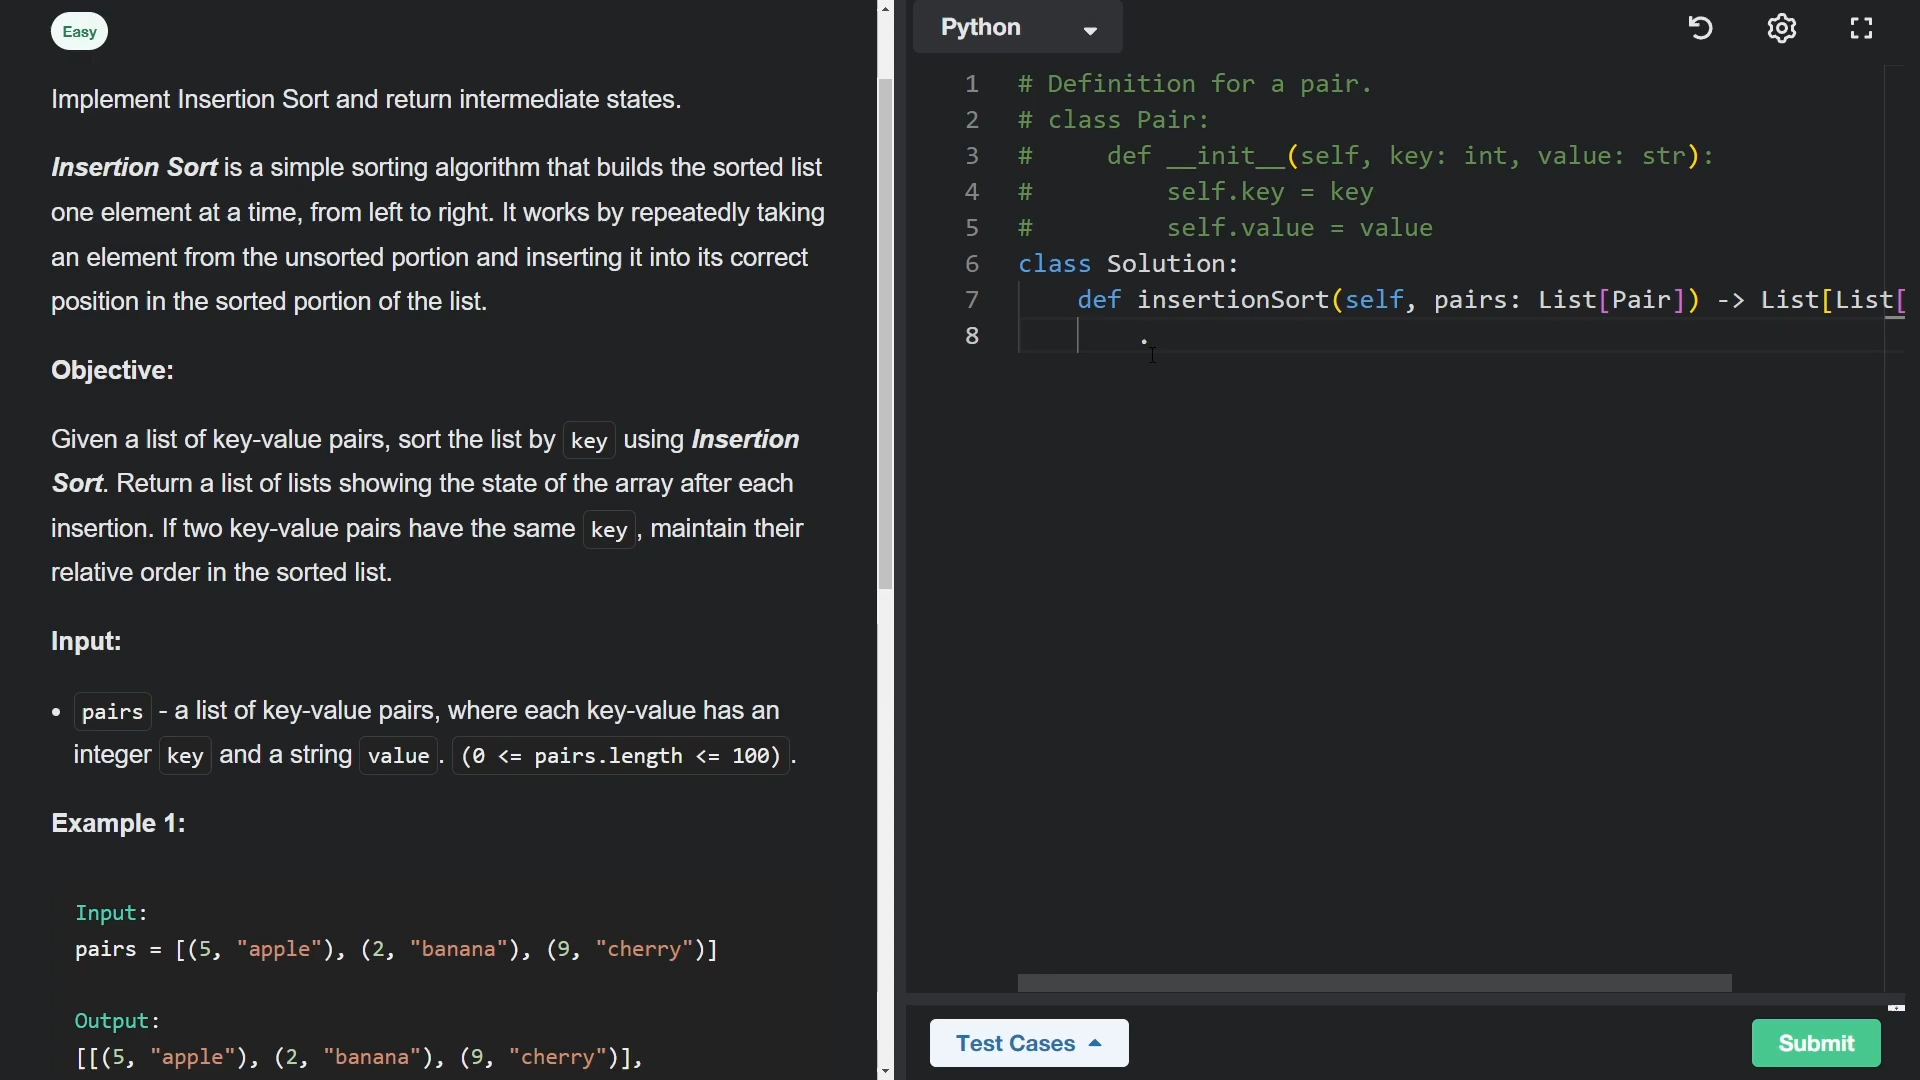 Easy
Implement Insertion Sort and return intermediate states.
Insertion Sort is a simple sorting algorithm that builds the sorted list
one element at a time, from left to right. It works by repeatedly taking
an element from the unsorted portion and inserting it into its correct
position in the sorted portion of the list.
Objective:
Given a list of key-value pairs, sort the list by key using Insertion
Sort. Return a list of lists showing the state of the array after each
insertion. If two key-value pairs have the same key, maintain their
relative order in the sorted list.
Input:
• pairs - a list of key-value pairs, where each key-value has an
integer key and a string value. (0 <= pairs.length <= 100).
Example 1:
Input:
pairs = [(5, "apple"), (2, "banana"), (9, "cherry")]
Output:
[[(5, "apple"), (2, "banana"), (9, "cherry")],
Python
1 # Definition for a pair.
2 # class Pair:
3 #     def __init__(self, key: int, value: str):
4 #         self.key = key
5 #         self.value = value
6 class Solution:
7     def insertionSort(self, pairs: List[Pair]) -> List[List[
8         .
Test Cases
Submit